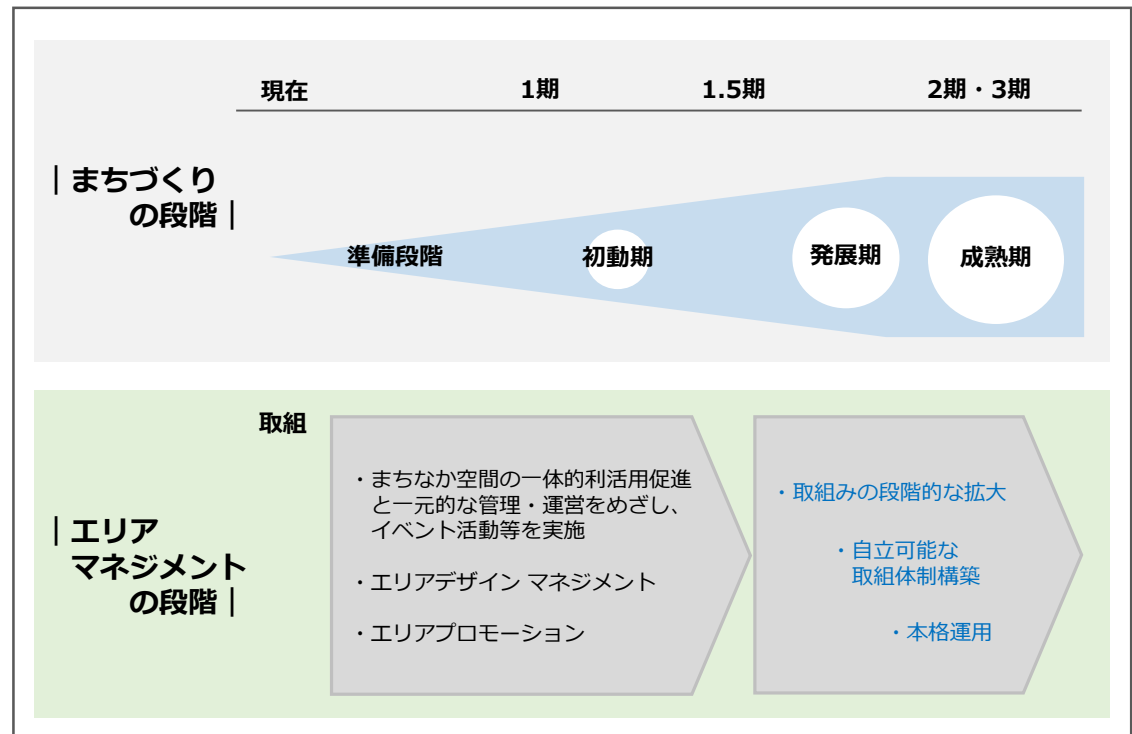 現在 1期 1.5期 2期・3期
｜まちづくり
の段階｜
準備段階 初動期 発展期 成熟期
取組
｜エリア
マネジメント
の段階｜
・まちなか空間の一体的利活用促進
と一元的な管理・運営をめざし、
イベント活動等を実施
・エリアデザイン マネジメント
・エリアプロモーション
・取組みの段階的な拡大
・自立可能な
取組体制構築
・本格運用